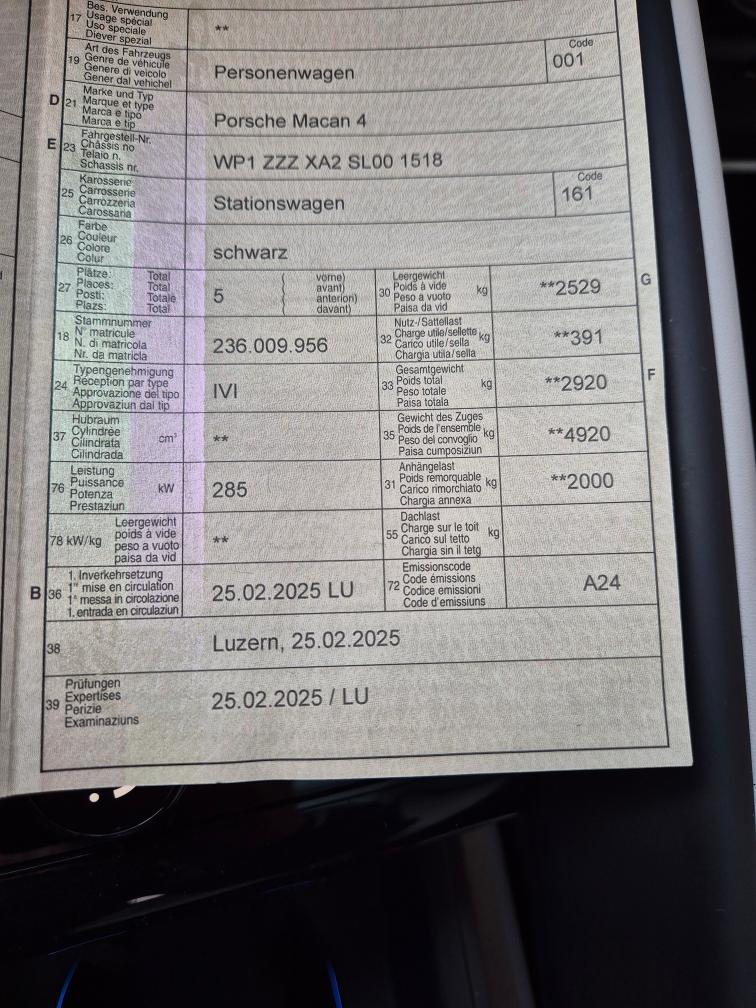 17 Bes. Verwendung
Usage spécial
Uso speciale
Diever spezial
**
19 Art des Fahrzeugs
Genre de véhicule
Genere di veicolo
Gener dal vehichel
Personenwagen
Code
001
D 21 Marke und Typ
Marque et type
Marca e tipo
Marca e tip
Porsche Macan 4
E 23 Fahrgestell-Nr.
Châssis no
Telaio n.
Schassis nr.
WP1 ZZZ XA2 SL00 1518
25 Karosserie
Carrosserie
Carrozzeria
Carossaria
Stationswagen
Code
161
26 Farbe
Couleur
Colore
Colur
schwarz
27 Plätze: Total
Places: Total
Posti: Totale
Plazs: Total
5
( vorne)
( avant)
( anteriori)
( davant)
30 Leergewicht
Poids à vide
Peso a vuoto
Paisa da vid
kg
**2529
G
18 Stammnummer
N° matricule
N. di matricola
Nr. da matricla
236.009.956
32 Nutz-/Sattellast
Charge utile/sellette
Carico utile/sella
Chargia utila/sella
kg
**391
24 Typengenehmigung
Réception par type
Approvazione del tipo
Approvaziun dal tip
IVI
33 Gesamtgewicht
Poids total
Peso totale
Paisa totala
kg
**2920
F
37 Hubraum
Cylindrée
Cilindrata
Cilindrada
cm³
**
35 Gewicht des Zuges
Poids de l'ensemble
Peso del convoglio
Paisa cumposiziun
kg
**4920
76 Leistung
Puissance
Potenza
Prestaziun
kW
285
31 Anhängelast
Poids remorquable
Carico rimorchiato
Chargia annexa
kg
**2000
78 kW/kg
Leergewicht
poids à vide
peso a vuoto
paisa da vid
**
55 Dachlast
Charge sur le toit
Carico sul tetto
Chargia sin il tetg
kg
B 36 1. Inverkehrsetzung
1re mise en circulation
1a messa in circolazione
1. entrada en circulaziun
25.02.2025 LU
72 Emissionscode
Code émissions
Codice emissioni
Code d'emissiuns
A24
38
Luzern, 25.02.2025
39 Prüfungen
Expertises
Perizie
Examinaziuns
25.02.2025 / LU